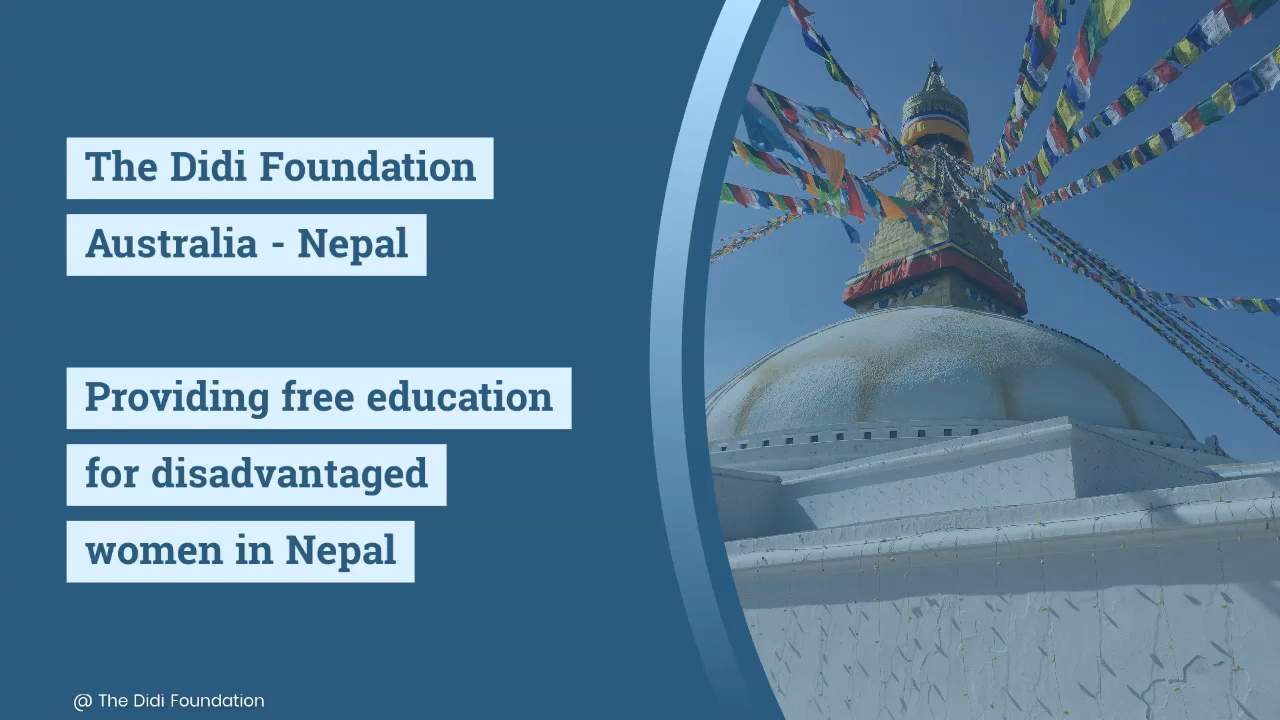 The Didi Foundation
Australia - Nepal
Providing free education
for disadvantaged
women in Nepal
@ The Didi Foundation